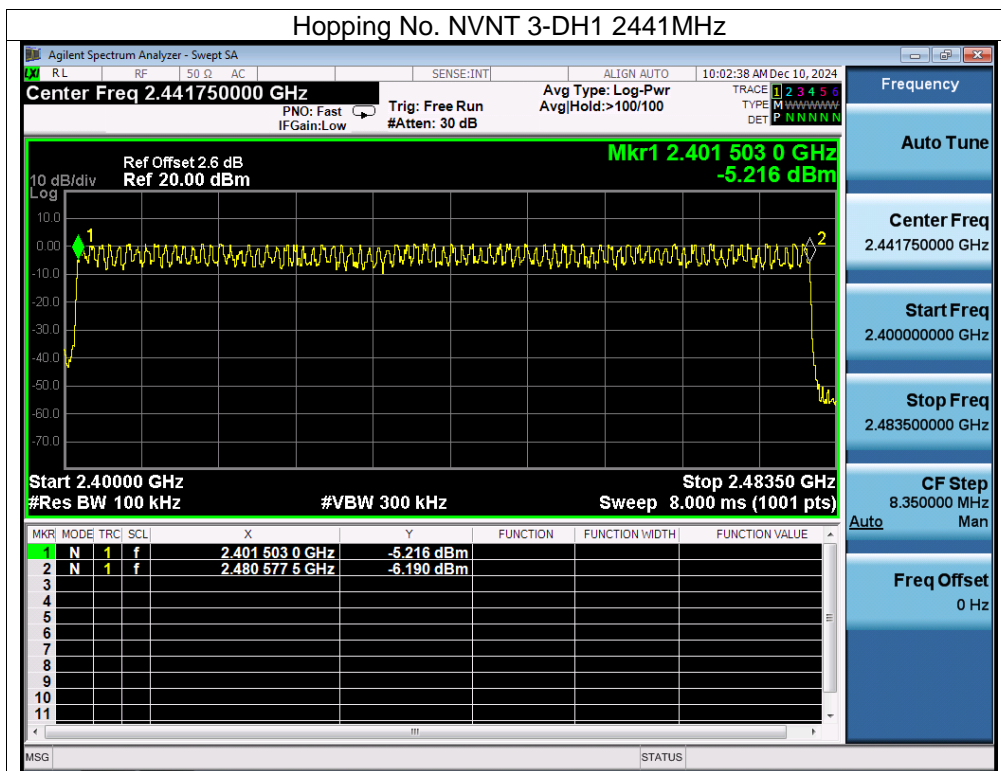 Hopping No. NVNT 3-DH1 2441MHz
Agilent Spectrum Analyzer - Swept SA
LXI RL RF 50 Ω AC SENSE:INT ALIGN AUTO 10:02:38 AM Dec 10, 2024
Center Freq 2.441750000 GHz
PNO: Fast
IFGain:Low
Trig: Free Run
#Atten: 30 dB
Avg Type: Log-Pwr
Avg|Hold:>100/100
TRACE 1 2 3 4 5 6
TYPE M WWWWW
DET P N N N N N
Mkr1 2.401 503 0 GHz
-5.216 dBm
Ref Offset 2.6 dB
10 dB/div Ref 20.00 dBm
Log
10.0
0.00
-10.0
-20.0
-30.0
-40.0
-50.0
-60.0
-70.0
1
2
Start 2.40000 GHz Stop 2.48350 GHz
#Res BW 100 kHz #VBW 300 kHz Sweep 8.000 ms (1001 pts)
MKR MODE TRC SCL X Y FUNCTION FUNCTION WIDTH FUNCTION VALUE
1 N 1 f 2.401 503 0 GHz -5.216 dBm
2 N 1 f 2.480 577 5 GHz -6.190 dBm
3
4
5
6
7
8
9
10
11
MSG STATUS
Frequency
Auto Tune
Center Freq
2.441750000 GHz
Start Freq
2.400000000 GHz
Stop Freq
2.483500000 GHz
CF Step
8.350000 MHz
Auto Man
Freq Offset
0 Hz